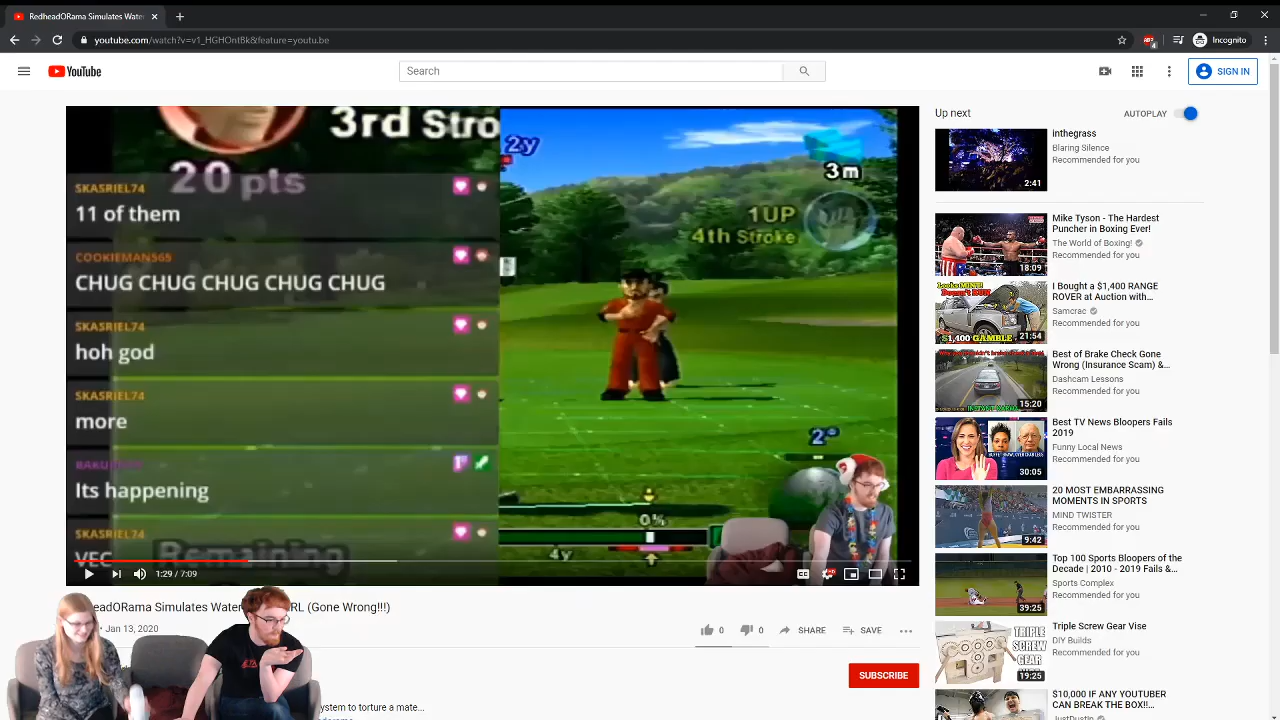 RedheadORama Simulates Water
youtube.com/watch?v=v1_HGHOntBk&feature=youtu.be
Incognito
YouTube
Search
SIGN IN
3rd Stro
20 pts
SKASRIEL74
11 of them
COOKIEMAN565
CHUG CHUG CHUG CHUG CHUG
SKASRIEL74
hoh god
SKASRIEL74
more
Its happening
SKASRIEL74
VEC
Remaining
2y
3m
1UP
4th Stroke
2°
0%
4y
1:29 / 7:09
eadORama Simulates Water
RL (Gone Wrong!!!)
• Jan 13, 2020
0
0
SHARE
SAVE
SUBSCRIBE
ystem to torture a mate...
Up next
AUTOPLAY
inthegrass
Blaring Silence
Recommended for you
2:41
Mike Tyson - The Hardest
Puncher in Boxing Ever!
The World of Boxing!
Recommended for you
18:09
I Bought a $1,400 RANGE
ROVER at Auction with...
Samcrac
Recommended for you
$1,400 GAMBLE
21:54
Best of Brake Check Gone
Wrong (Insurance Scam) &...
Dashcam Lessons
Recommended for you
15:20
Best TV News Bloopers Fails
2019
Funny Local News
Recommended for you
30:05
20 MOST EMBARRASSING
MOMENTS IN SPORTS
MIND TWISTER
Recommended for you
9:42
Top 100 Sports Bloopers of the
Decade | 2010 - 2019 Fails &...
Sports Complex
Recommended for you
39:25
Triple Screw Gear Vise
DIY Builds
Recommended for you
TRIPLE
SCREW
GEAR
19:25
$10,000 IF ANY YOUTUBER
CAN BREAK THE BOX!!...
JustDustin